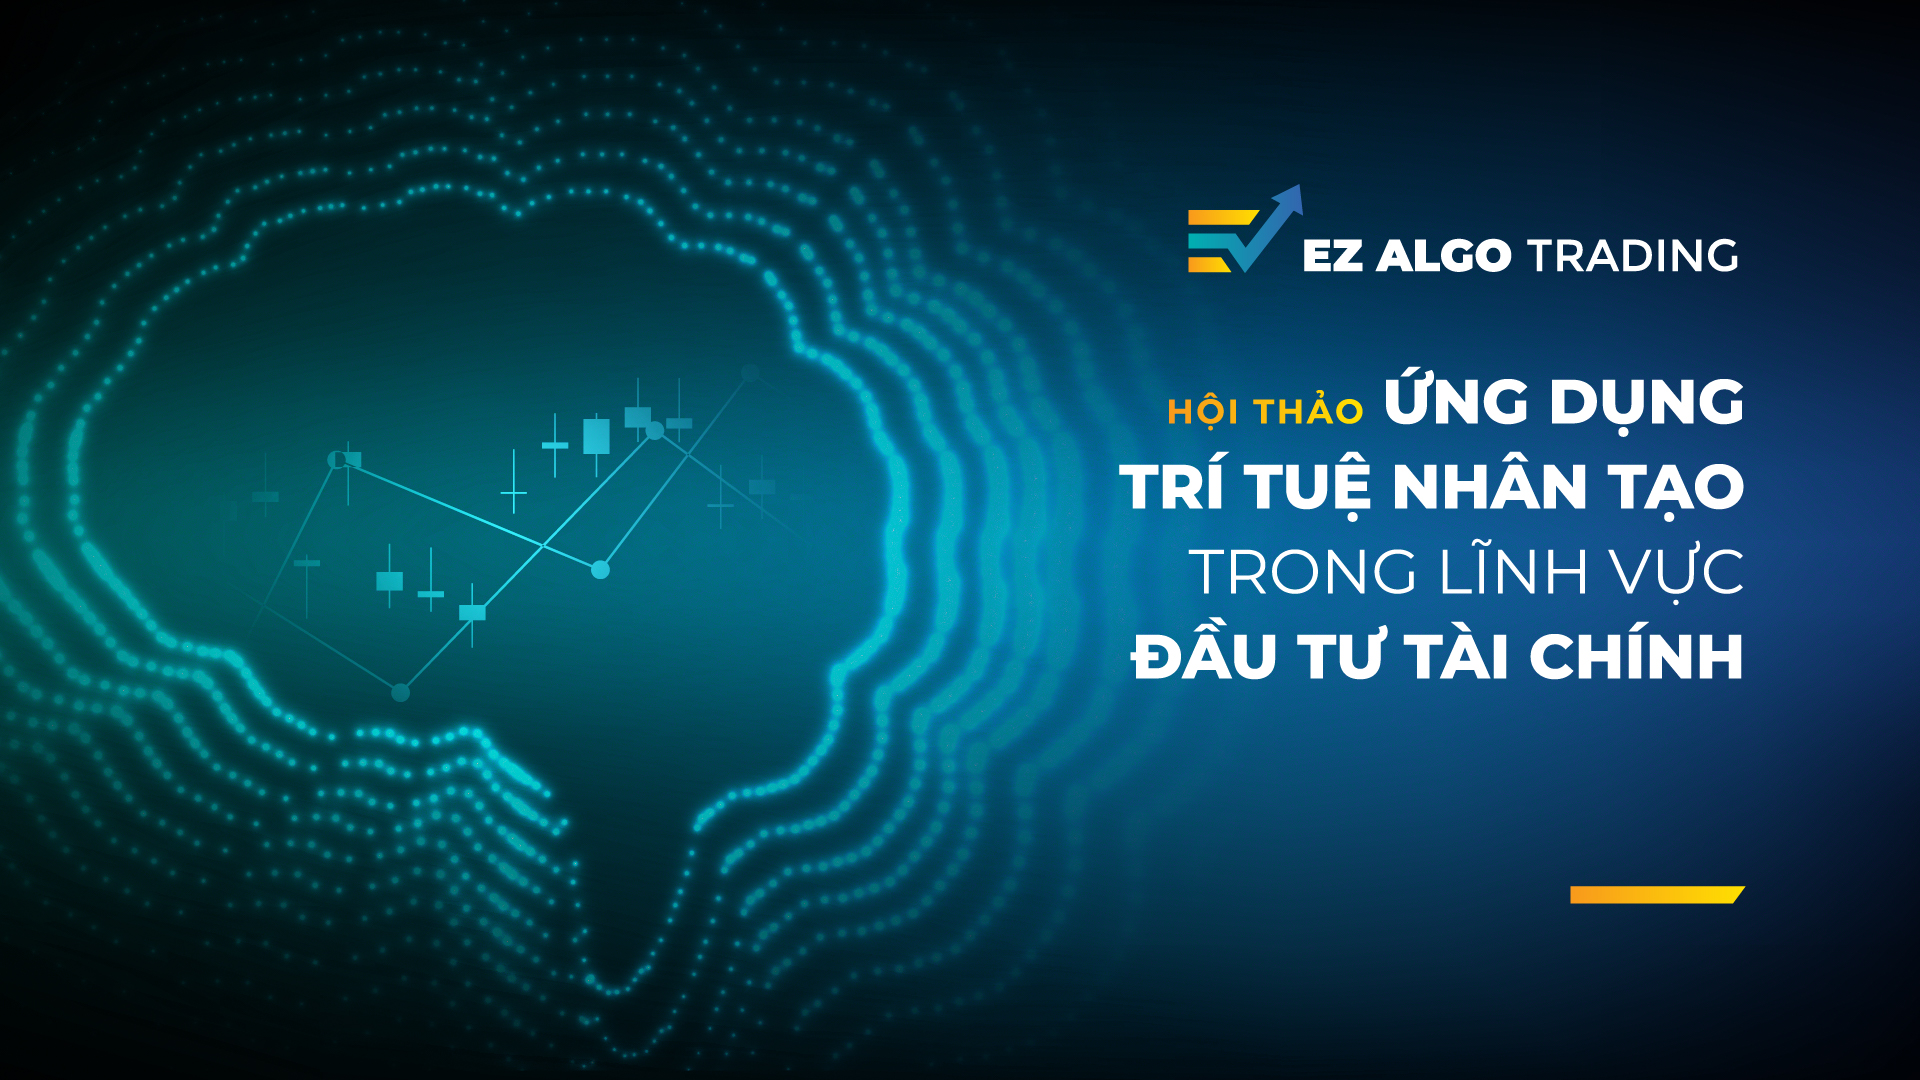 EZ ALGO TRADING
HỘI THẢO ỨNG DỤNG
TRÍ TUỆ NHÂN TẠO
TRONG LĨNH VỰC
ĐẦU TƯ TÀI CHÍNH